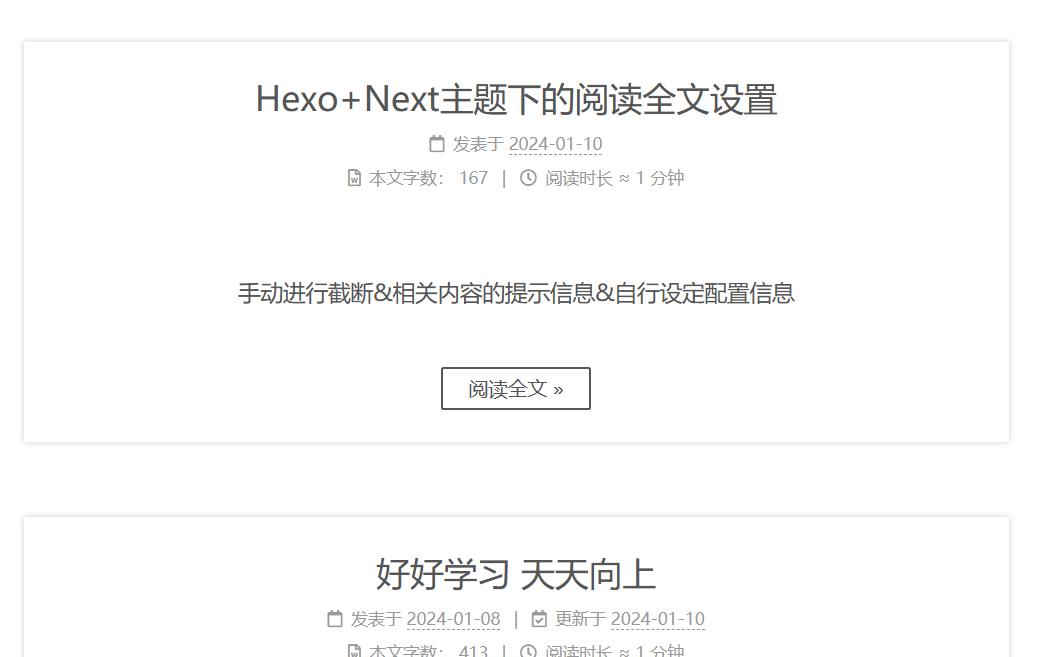 Hexo+Next主题下的阅读全文设置
发表于 2024-01-10
本文字数： 167 | 阅读时长 ≈ 1 分钟
手动进行截断&相关内容的提示信息&自行设定配置信息
阅读全文 »
好好学习 天天向上
发表于 2024-01-08 | 更新于 2024-01-10
本文字数： 413 | 阅读时长 ≈ 1 分钟